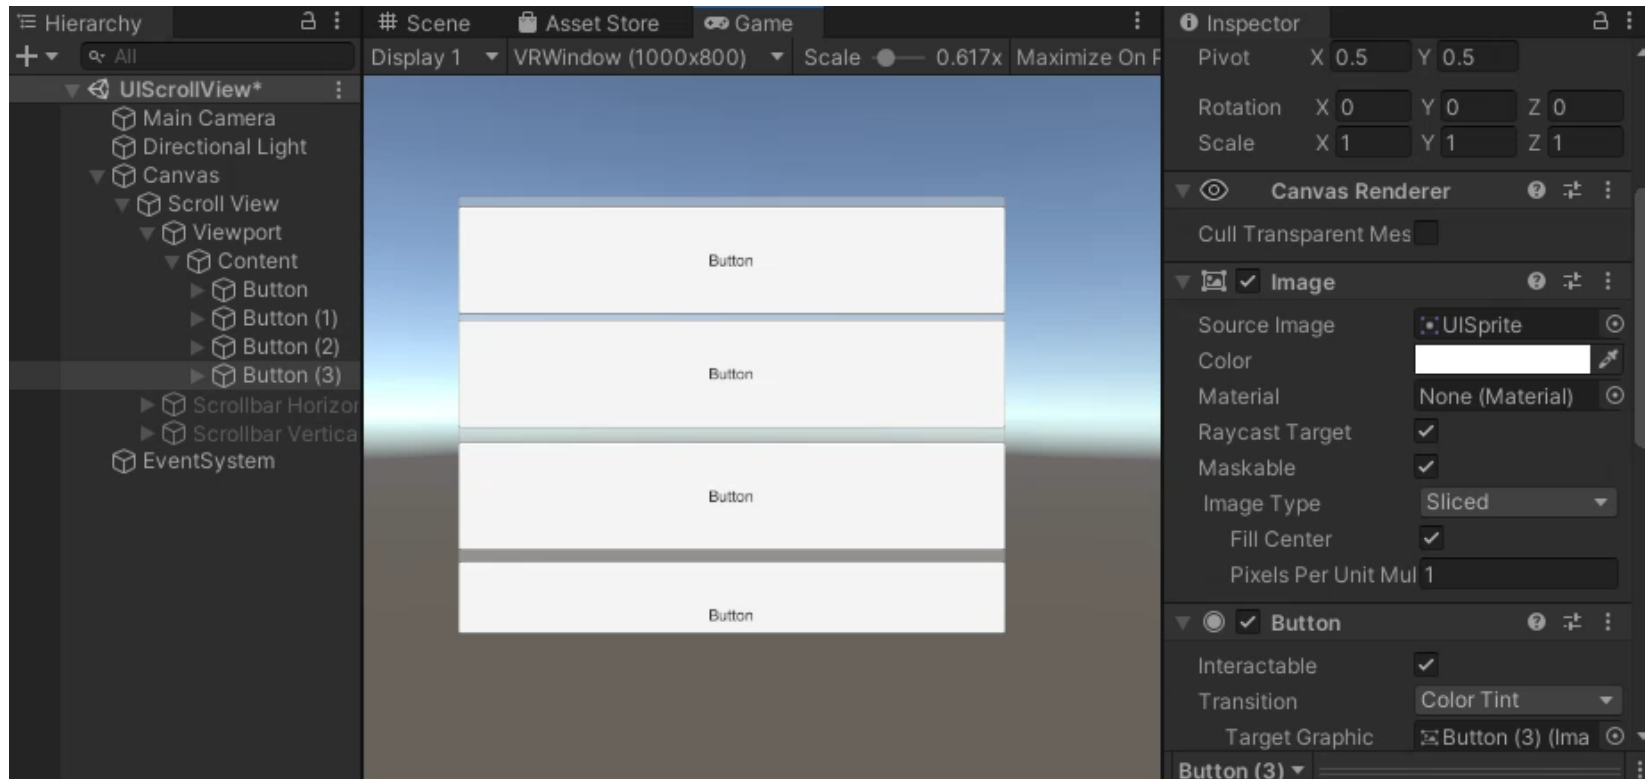 Hierarchy
All
UIScrollView*
Main Camera
Directional Light
Canvas
Scroll View
Viewport
Content
Button
Button (1)
Button (2)
Button (3)
Scrollbar Horizor
Scrollbar Vertica
EventSystem
Scene Asset Store Game
Display 1 VRWindow (1000x800) Scale 0.617x Maximize On P
Button
Button
Button
Button
Inspector
Pivot X 0.5 Y 0.5
Rotation X 0 Y 0 Z 0
Scale X 1 Y 1 Z 1
Canvas Renderer
Cull Transparent Mes
Image
Source Image UISprite
Color
Material None (Material)
Raycast Target
Maskable
Image Type Sliced
Fill Center
Pixels Per Unit Mul 1
Button
Interactable
Transition Color Tint
Target Graphic Button (3) (Ima
Button (3)